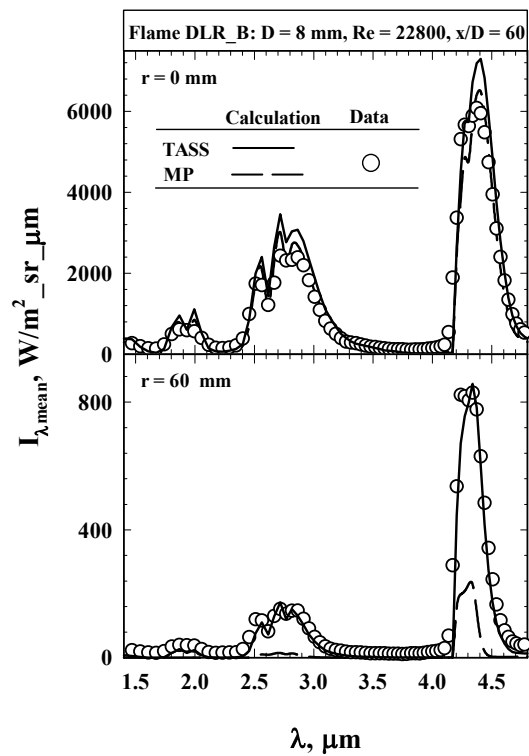 Flame DLR_B: D = 8 mm, Re = 22800, x/D = 60
r = 0 mm
Calculation Data
TASS
MP
6000
4000
2000
0
r = 60 mm
800
400
0
1.5 2.0 2.5 3.0 3.5 4.0 4.5
λ, μm
I_λmean, W/m²_sr_μm